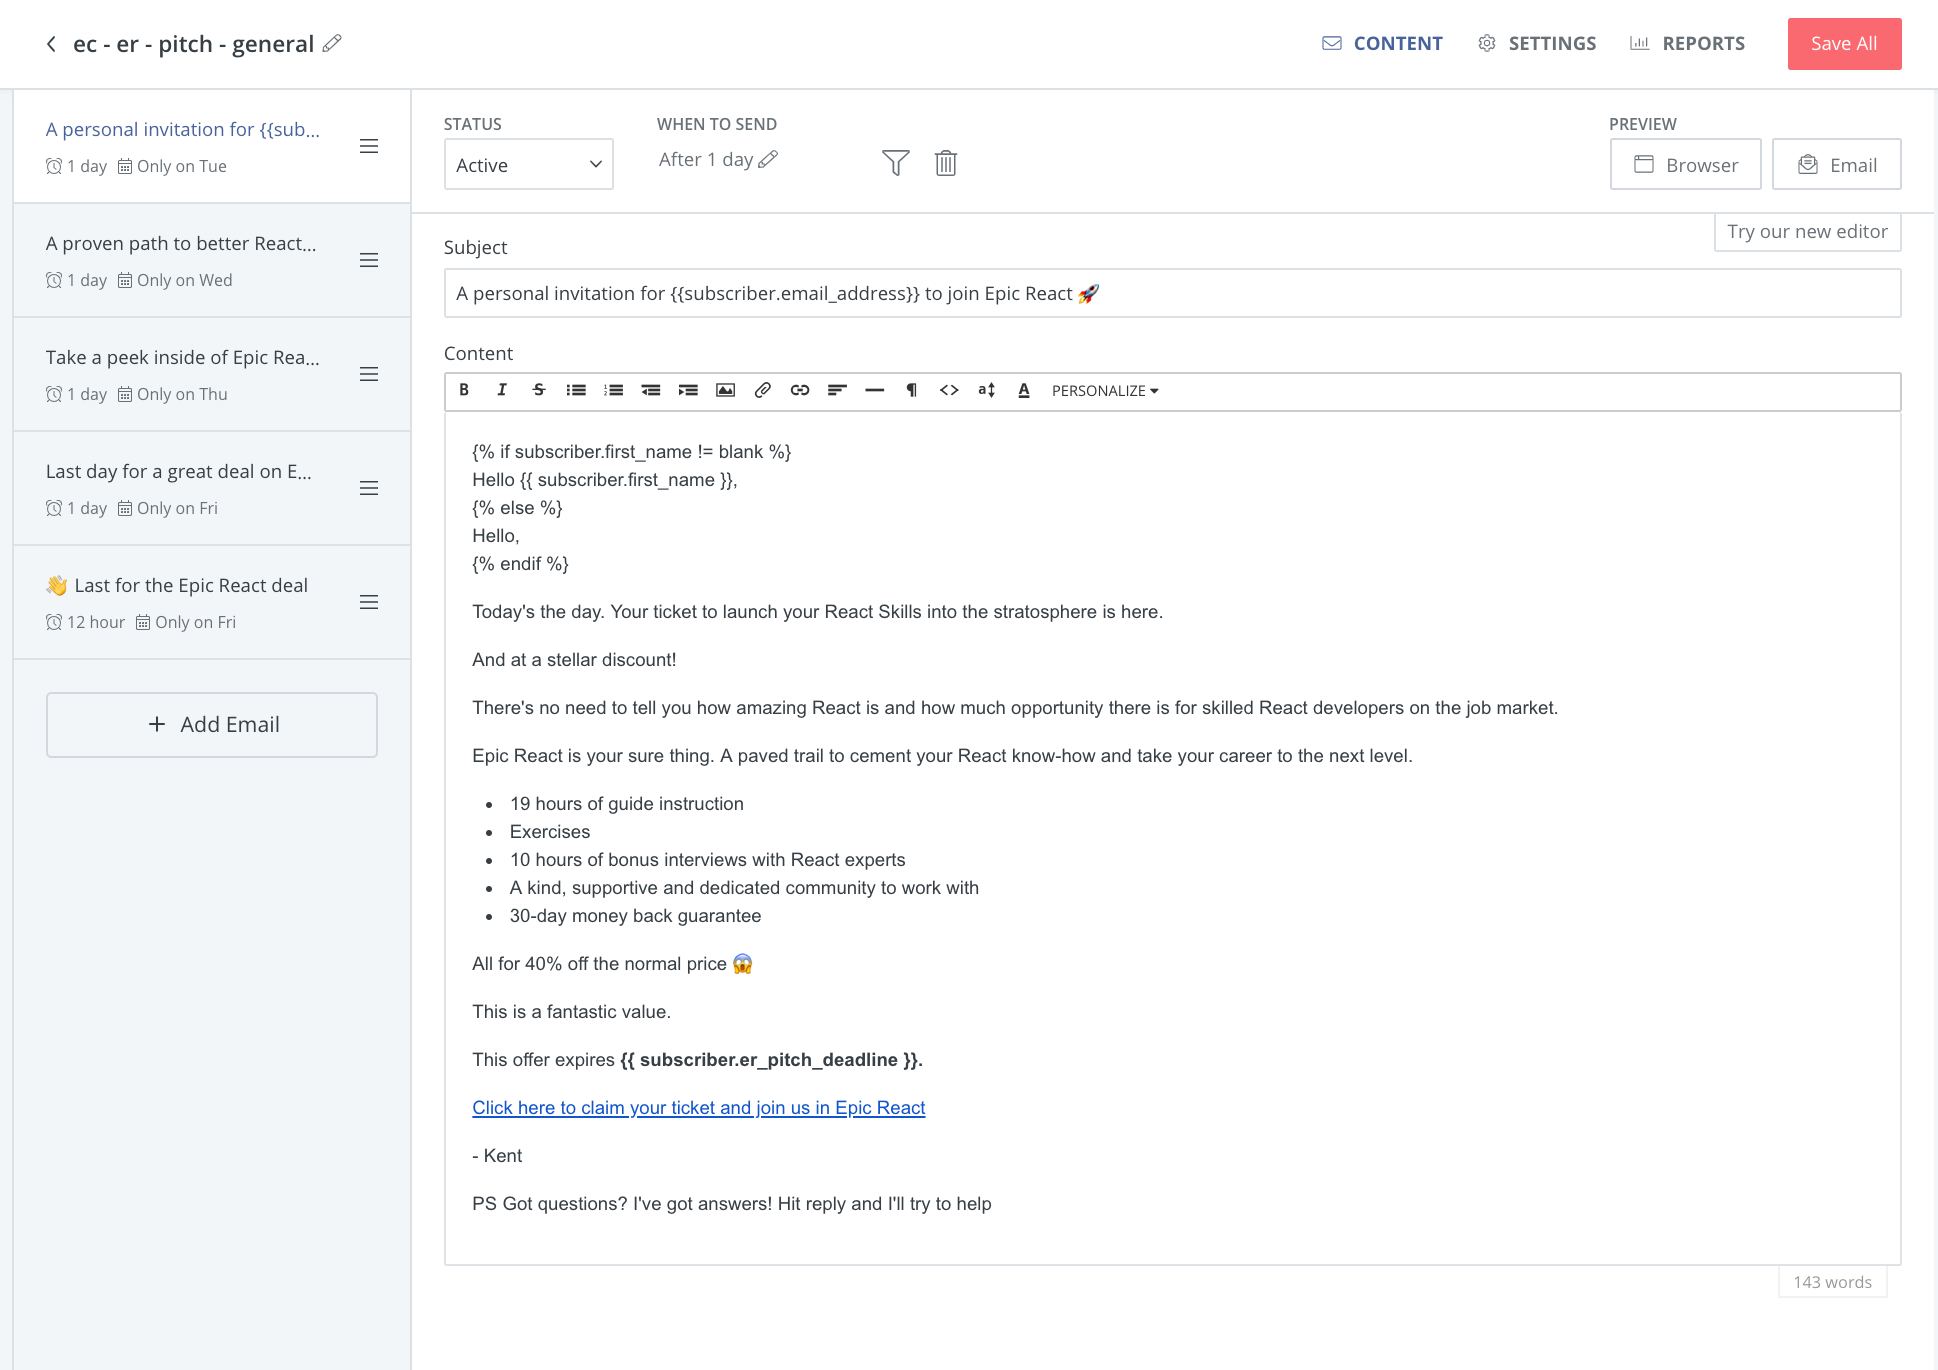 ec - er - pitch - general
CONTENT
SETTINGS
REPORTS
Save All
A personal invitation for {{sub...
1 day Only on Tue
A proven path to better React...
1 day Only on Wed
Take a peek inside of Epic Rea...
1 day Only on Thu
Last day for a great deal on E...
1 day Only on Fri
👋 Last for the Epic React deal
12 hour Only on Fri
+ Add Email
STATUS
Active
WHEN TO SEND
After 1 day
PREVIEW
Browser
Email
Try our new editor
Subject
A personal invitation for {{subscriber.email_address}} to join Epic React 🚀
Content
PERSONALIZE
{% if subscriber.first_name != blank %}
Hello {{ subscriber.first_name }},
{% else %}
Hello,
{% endif %}
Today's the day. Your ticket to launch your React Skills into the stratosphere is here.
And at a stellar discount!
There's no need to tell you how amazing React is and how much opportunity there is for skilled React developers on the job market.
Epic React is your sure thing. A paved trail to cement your React know-how and take your career to the next level.
• 19 hours of guide instruction
• Exercises
• 10 hours of bonus interviews with React experts
• A kind, supportive and dedicated community to work with
• 30-day money back guarantee
All for 40% off the normal price 😱
This is a fantastic value.
This offer expires {{ subscriber.er_pitch_deadline }}.
Click here to claim your ticket and join us in Epic React
- Kent
PS Got questions? I've got answers! Hit reply and I'll try to help
143 words